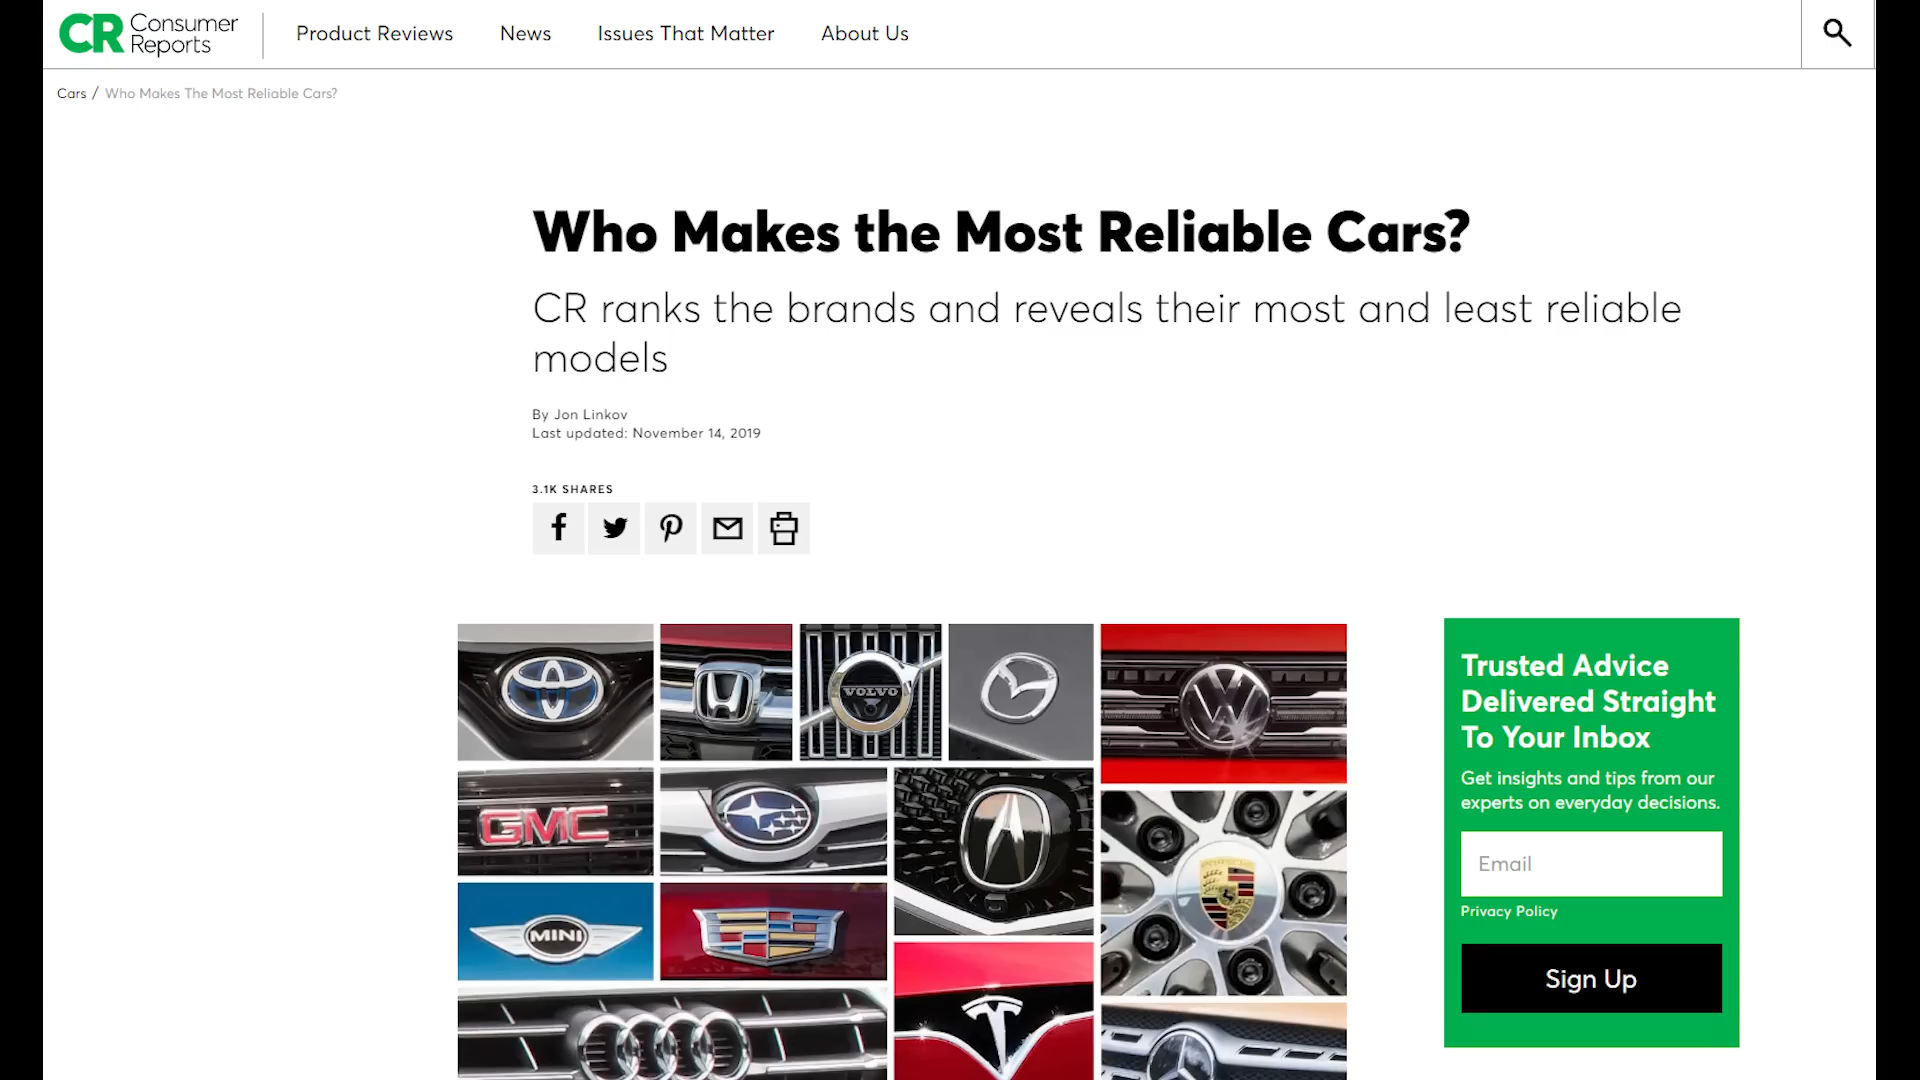 CR Consumer
Reports
Product Reviews
News
Issues That Matter
About Us
Cars / Who Makes The Most Reliable Cars?
Who Makes the Most Reliable Cars?
CR ranks the brands and reveals their most and least reliable
models
By Jon Linkov
Last updated: November 14, 2019
3.1K SHARES
VOLVO
GMC
PORSCHE
MINI
Trusted Advice
Delivered Straight
To Your Inbox
Get insights and tips from our
experts on everyday decisions.
Email
Privacy Policy
Sign Up